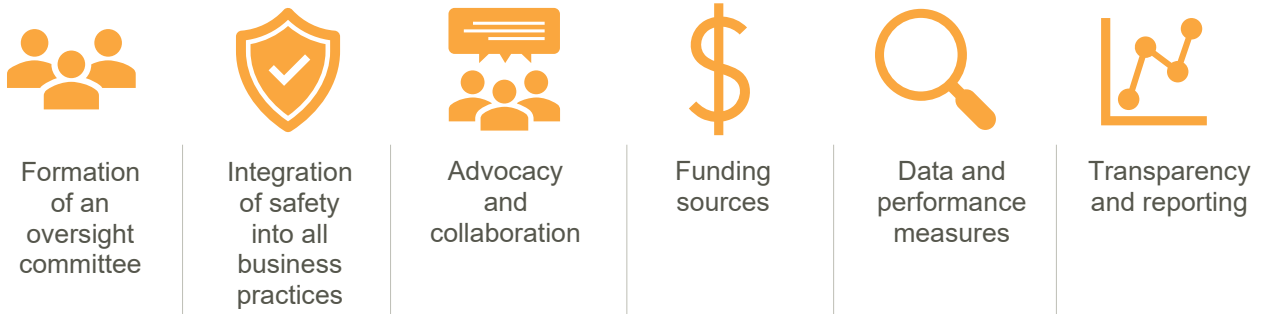 Formation
of an
oversight
committee
Integration
of safety
into all
business
practices
Advocacy
and
collaboration
Funding
sources
Data and
performance
measures
Transparency
and reporting